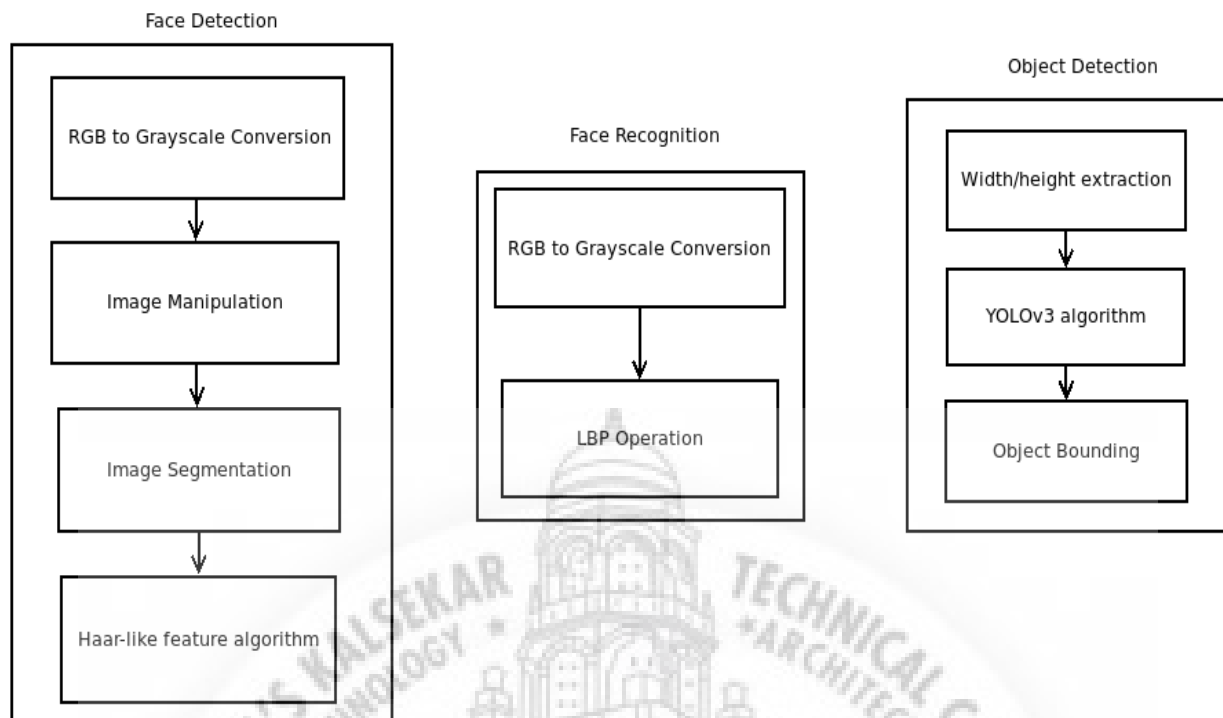 Face Detection
RGB to Grayscale Conversion
Image Manipulation
Image Segmentation
Haar-like feature algorithm
Face Recognition
RGB to Grayscale Conversion
LBP Operation
Object Detection
Width/height extraction
YOLOv3 algorithm
Object Bounding
KALSEKAR
TECHNICAL